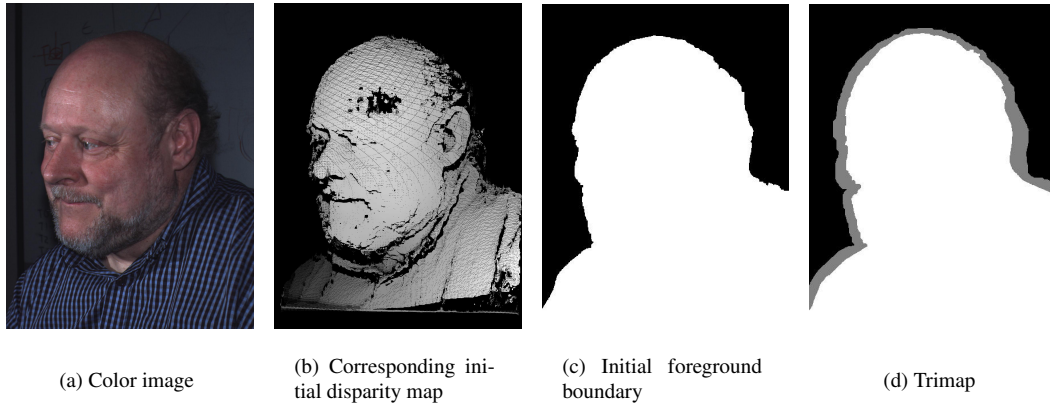 (a) Color image
(b) Corresponding ini-
tial disparity map
(c) Initial foreground
boundary
(d) Trimap